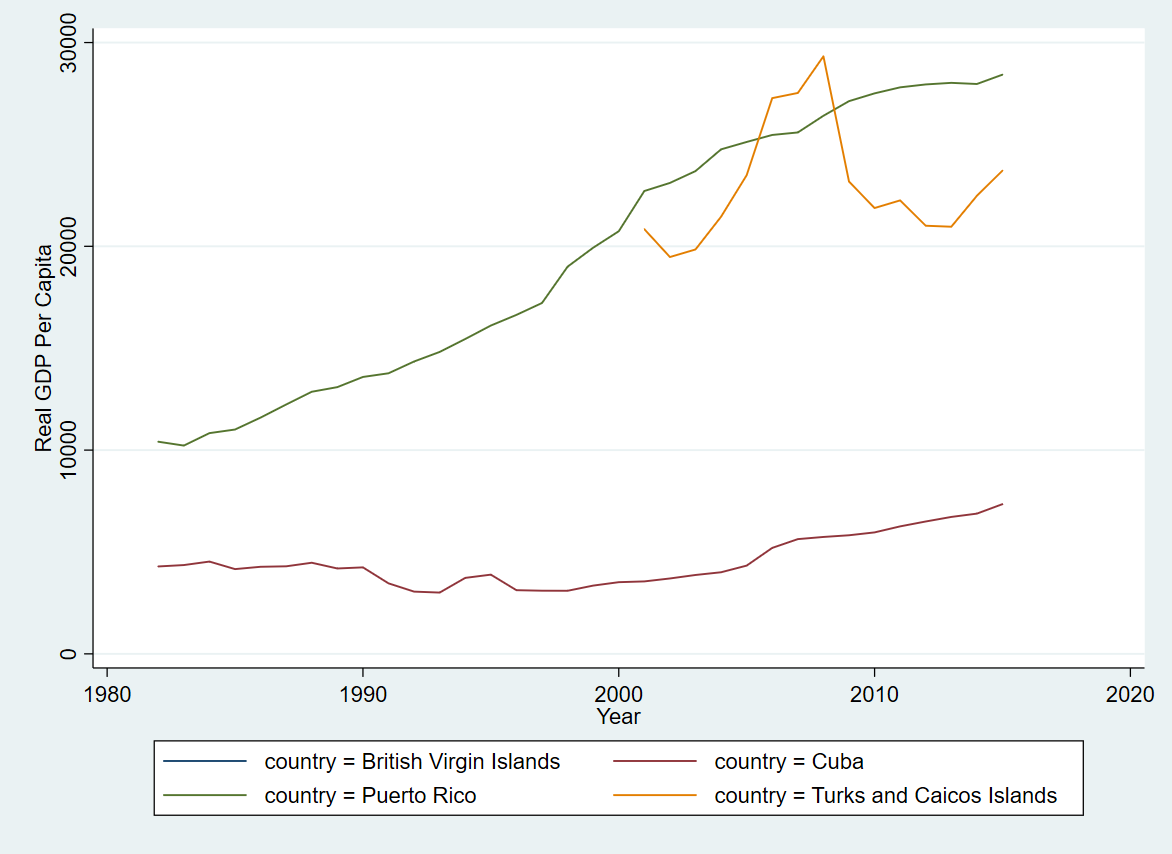 30000
20000
10000
0
Real GDP Per Capita
1980 1990 2000 2010 2020
Year
country = British Virgin Islands country = Cuba
country = Puerto Rico country = Turks and Caicos Islands